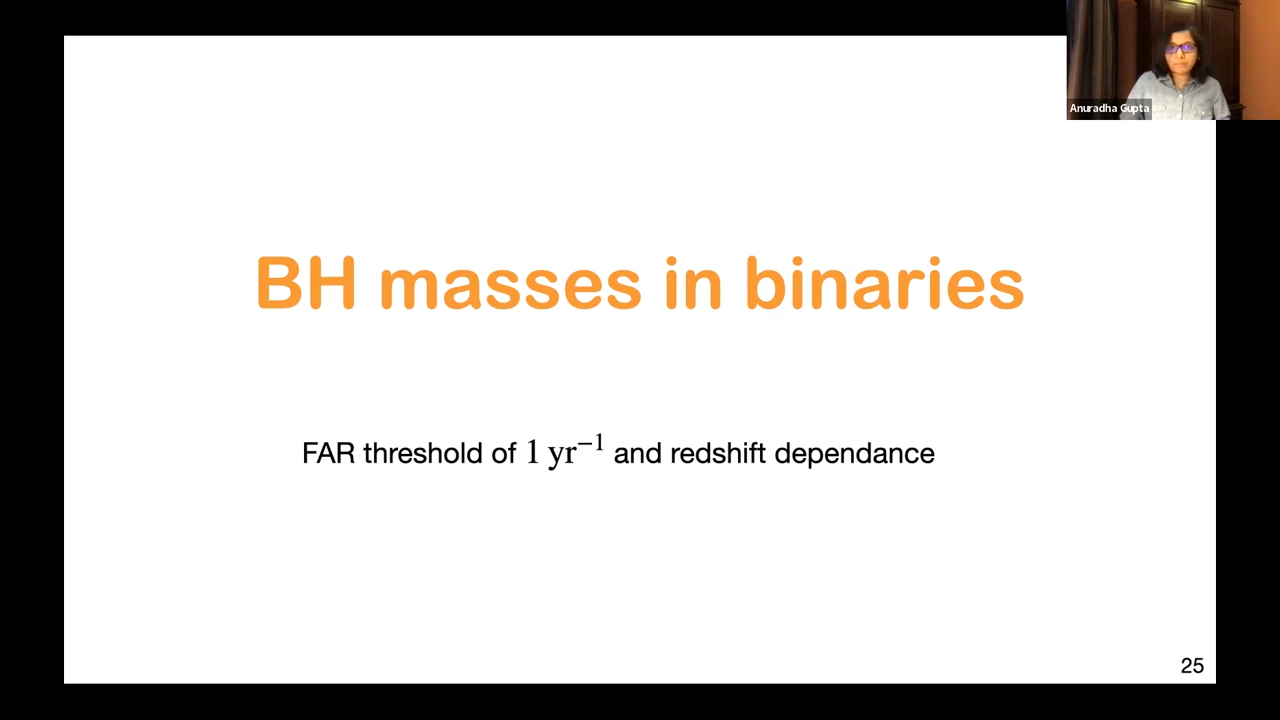 Anuradha Gupta
BH masses in binaries
FAR threshold of 1 yr⁻¹ and redshift dependance
25